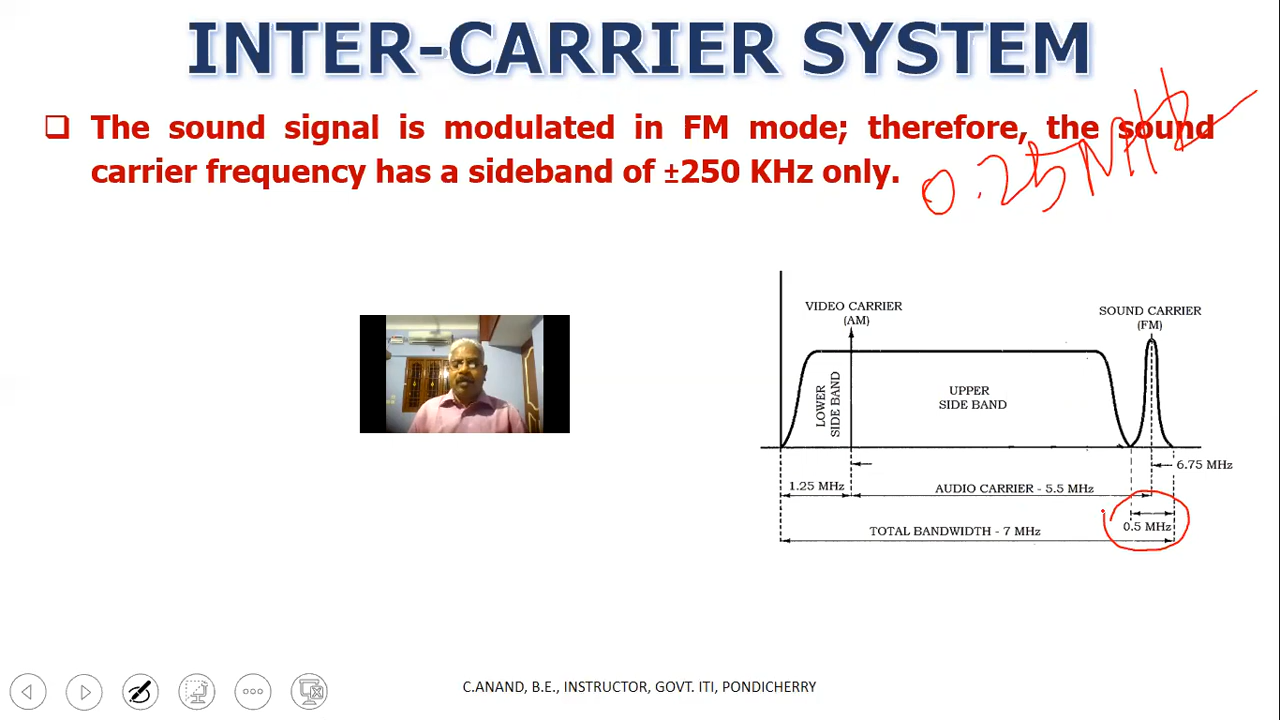 INTER-CARRIER SYSTEM
❑ The sound signal is modulated in FM mode; therefore, the sound
carrier frequency has a sideband of ±250 KHz only.
0.25 MHz
VIDEO CARRIER
(AM)
SOUND CARRIER
(FM)
LOWER
SIDE BAND
UPPER
SIDE BAND
6.75 MHz
1.25 MHz
AUDIO CARRIER - 5.5 MHz
0.5 MHz
TOTAL BANDWIDTH - 7 MHz
C.ANAND, B.E., INSTRUCTOR, GOVT. ITI, PONDICHERRY